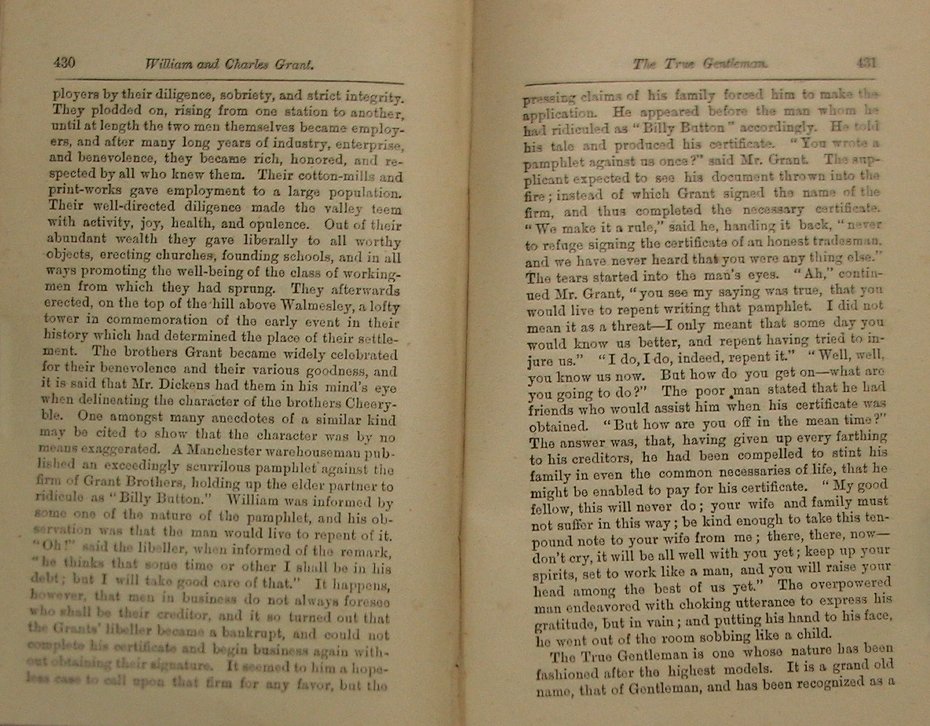 430 William and Charles Grant.
ployers by their diligence, sobriety, and strict integrity.
They plodded on, rising from one station to another,
until at length the two men themselves became employ-
ers, and after many long years of industry, enterprise,
and benevolence, they became rich, honored, and re-
spected by all who knew them. Their cotton-mills and
print-works gave employment to a large population.
Their well-directed diligence made the valley teem
with activity, joy, health, and opulence. Out of their
abundant wealth they gave liberally to all worthy
objects, erecting churches, founding schools, and in all
ways promoting the well-being of the class of working-
men from which they had sprung. They afterwards
erected, on the top of the hill above Walmesley, a lofty
tower in commemoration of the early event in their
history which had determined the place of their settle-
ment. The brothers Grant became widely celebrated
for their benevolence and their various goodness, and
it is said that Mr. Dickens had them in his mind's eye
when delineating the character of the brothers Cheery-
ble. One amongst many anecdotes of a similar kind
may be cited to show that the character was by no
means exaggerated. A Manchester warehouseman pub-
lished an exceedingly scurrilous pamphlet against the
firm of Grant Brothers, holding up the elder partner to
ridicule as "Billy Button." William was informed by
some one of the nature of the pamphlet, and his ob-
servation was that the man would live to repent of it.
"Oh!" said the libeller, when informed of the remark,
"he thinks that some time or other I shall be in his
debt; but I will take good care of that." It happens,
however, that men in business do not always foresee
who shall be their creditor, and it so turned out that
the Grants' libeller became a bankrupt, and could not
complete his certificate and begin business again with-
out obtaining their signature. It seemed to him a hope-
less case to call upon that firm for any favor, but the
The True Gentleman. 431
pressing claims of his family forced him to make the
application. He appeared before the man whom he
had ridiculed as "Billy Button" accordingly. He told
his tale and produced his certificate. "You wrote a
pamphlet against us once?" said Mr. Grant. The sup-
plicant expected to see his document thrown into the
fire; instead of which Grant signed the name of the
firm, and thus completed the necessary certificate.
"We make it a rule," said he, handing it back, "never
to refuse signing the certificate of an honest tradesman,
and we have never heard that you were any thing else."
The tears started into the man's eyes. "Ah," contin-
ued Mr. Grant, "you see my saying was true, that you
would live to repent writing that pamphlet. I did not
mean it as a threat—I only meant that some day you
would know us better, and repent having tried to in-
jure us." "I do, I do, indeed, repent it." "Well, well,
you know us now. But how do you get on—what are
you going to do?" The poor man stated that he had
friends who would assist him when his certificate was
obtained. "But how are you off in the mean time?"
The answer was, that, having given up every farthing
to his creditors, he had been compelled to stint his
family in even the common necessaries of life, that he
might be enabled to pay for his certificate. "My good
fellow, this will never do; your wife and family must
not suffer in this way; be kind enough to take this ten-
pound note to your wife from me; there, there, now—
don't cry, it will be all well with you yet; keep up your
spirits, set to work like a man, and you will raise your
head among the best of us yet." The overpowered
man endeavored with choking utterance to express his
gratitude, but in vain; and putting his hand to his face,
he went out of the room sobbing like a child.
The True Gentleman is one whose nature has been
fashioned after the highest models. It is a grand old
name, that of Gentleman, and has been recognized as a